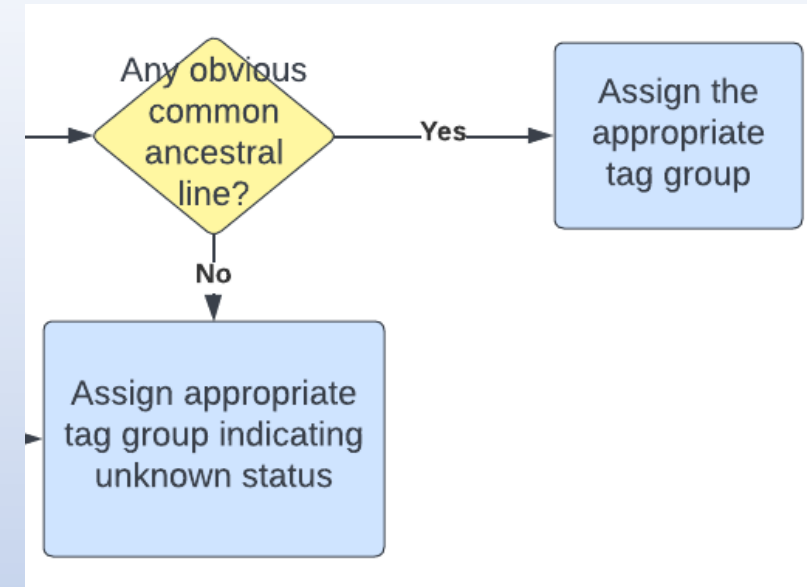 Any obvious
common
ancestral
line?
Yes
Assign the
appropriate
tag group
No
Assign appropriate
tag group indicating
unknown status